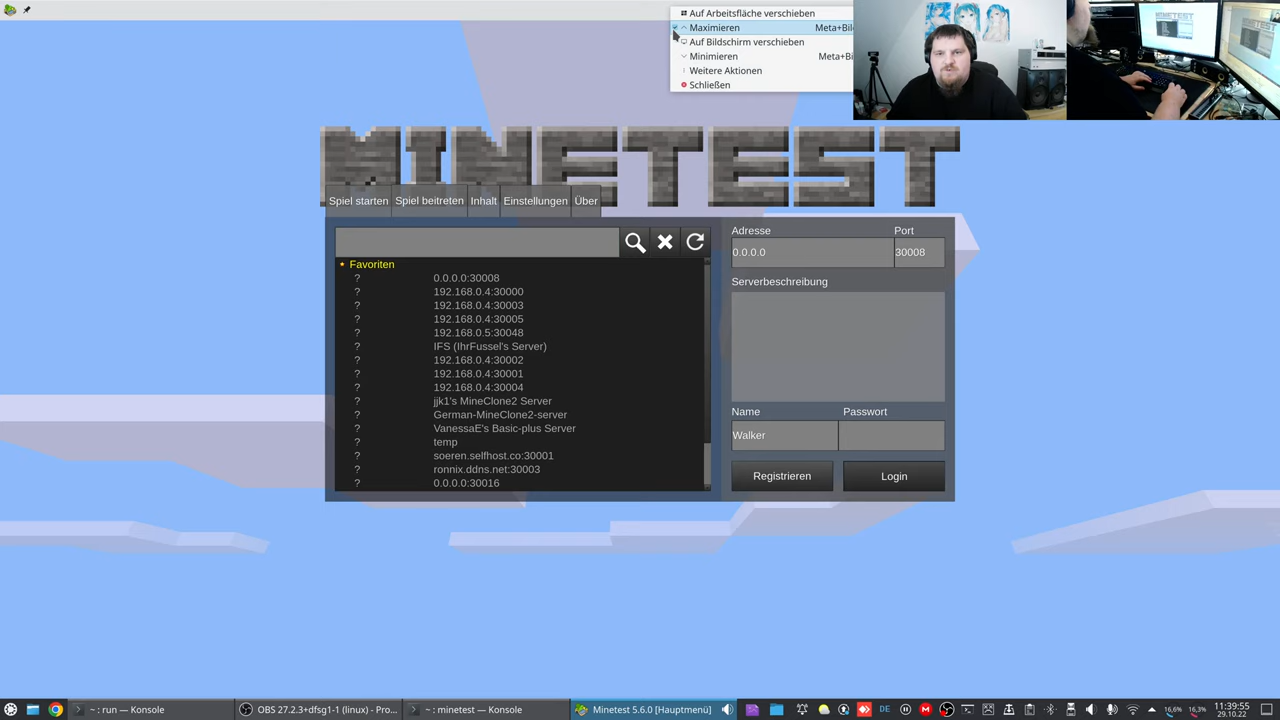 Auf Arbeitsfläche verschieben
Maximieren Meta+Bil
Auf Bildschirm verschieben
Minimieren Meta+Bi
Weitere Aktionen
Schließen
MINETEST
Spiel starten Spiel beitreten Inhalt Einstellungen Über
Adresse Port
0.0.0.0 30008
Favoriten
? 0.0.0.0:30008
? 192.168.0.4:30000
? 192.168.0.4:30003
? 192.168.0.4:30005
? 192.168.0.5:30048
? IFS (IhrFussel's Server)
? 192.168.0.4:30002
? 192.168.0.4:30001
? 192.168.0.4:30004
? jjk1's MineClone2 Server
? German-MineClone2-server
? VanessaE's Basic-plus Server
? temp
? soeren.selfhost.co:30001
? ronnix.ddns.net:30003
? 0.0.0.0:30016
Serverbeschreibung
Name Passwort
Walker
Registrieren Login
~ : run — Konsole
OBS 27.2.3+dfsg1-1 (linux) - Pro...
~ : minetest — Konsole
Minetest 5.6.0 [Hauptmenü]
DE
16,6% 16,3%
11:39:55
29.10.22